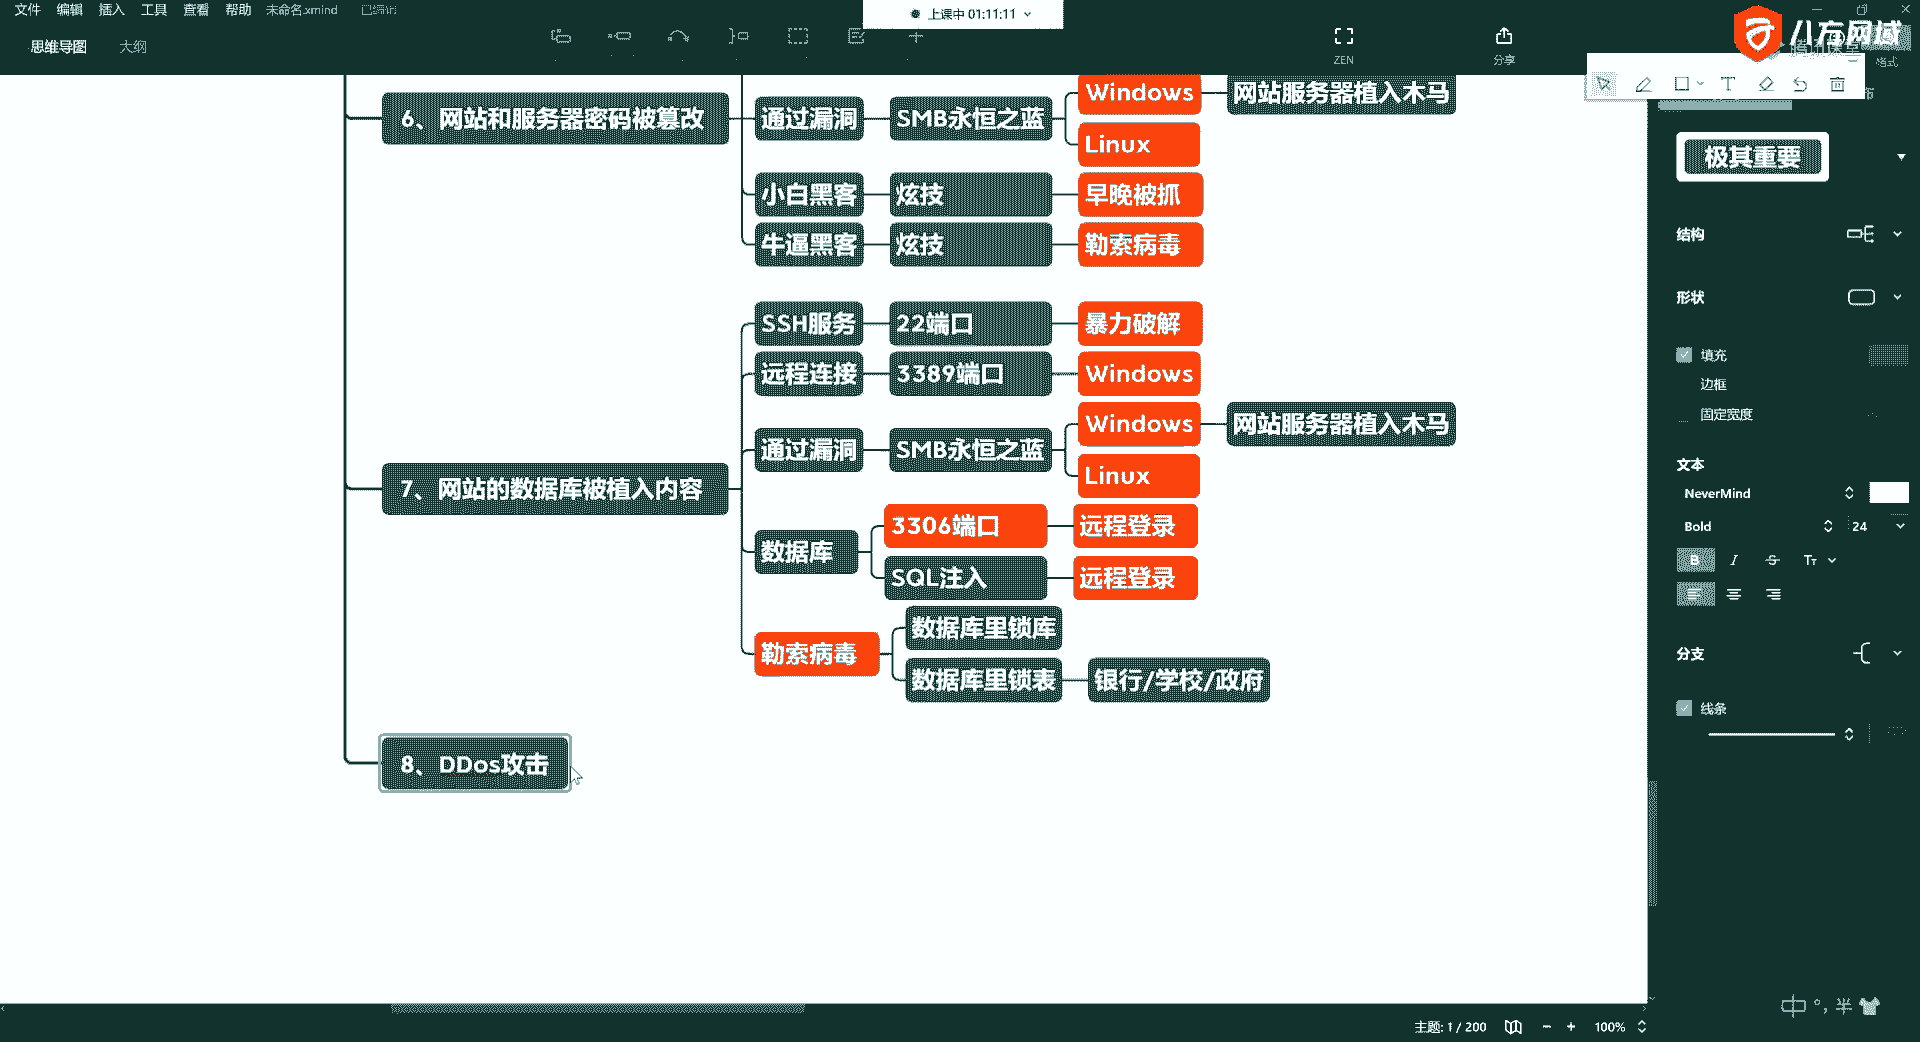 文件 编辑 插入 工具 查看 帮助 未命名.xmind 已编辑
上课中 01:11:11
八方网域
思维导图 大纲
ZEN
分享
格式
6、网站和服务器密码被篡改
通过漏洞 SMB永恒之蓝 Windows 网站服务器植入木马
Linux
小白黑客 炫技 早晚被抓
牛逼黑客 炫技 勒索病毒
7、网站的数据库被植入内容
SSH服务 22端口 暴力破解
远程连接 3389端口 Windows
通过漏洞 SMB永恒之蓝 Windows 网站服务器植入木马
Linux
数据库 3306端口 远程登录
SQL注入 远程登录
勒索病毒 数据库里锁库
数据库里锁表 银行/学校/政府
8、DDos攻击
极其重要
结构
形状
填充
边框
固定宽度
文本
NeverMind
Bold 24
B I S Tт
分支
线条
中 °, 半
主题: 1 / 200 100%